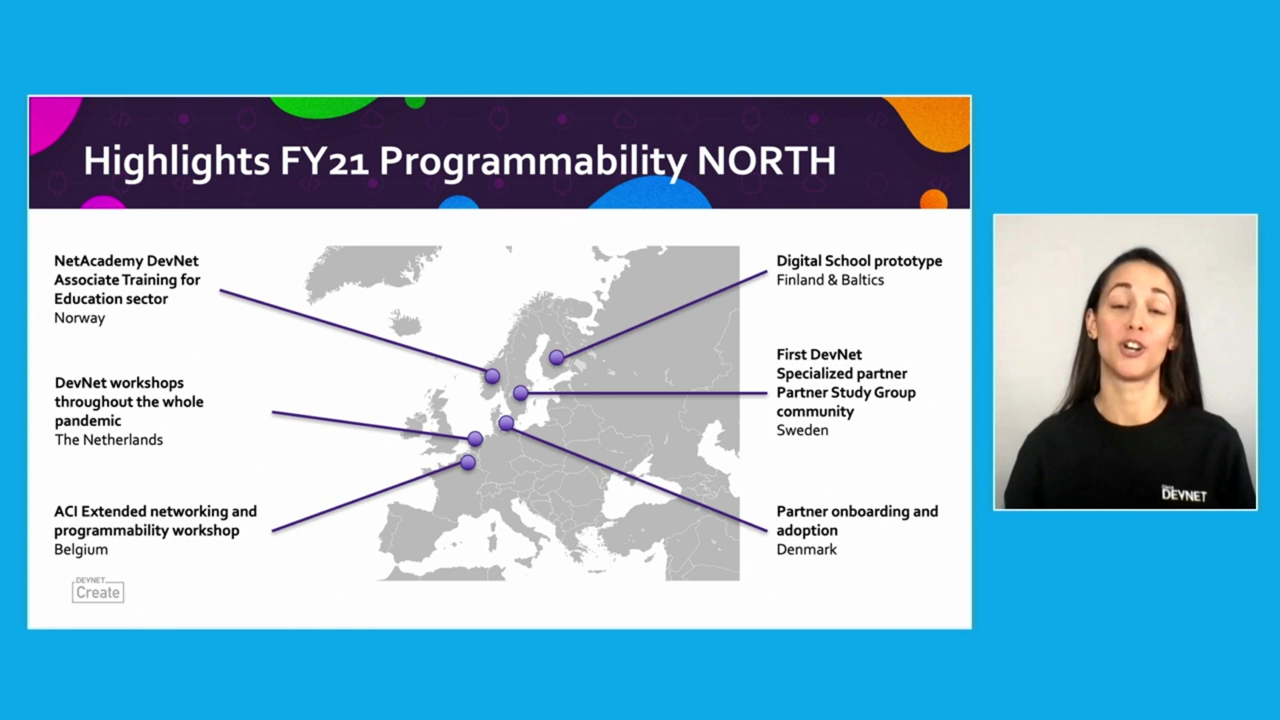 Highlights FY21 Programmability NORTH
NetAcademy DevNet
Associate Training for
Education sector
Norway
DevNet workshops
throughout the whole
pandemic
The Netherlands
ACI Extended networking and
programmability workshop
Belgium
Digital School prototype
Finland & Baltics
First DevNet
Specialized partner
Partner Study Group
community
Sweden
Partner onboarding and
adoption
Denmark
DEVNET
Create
DEVNET